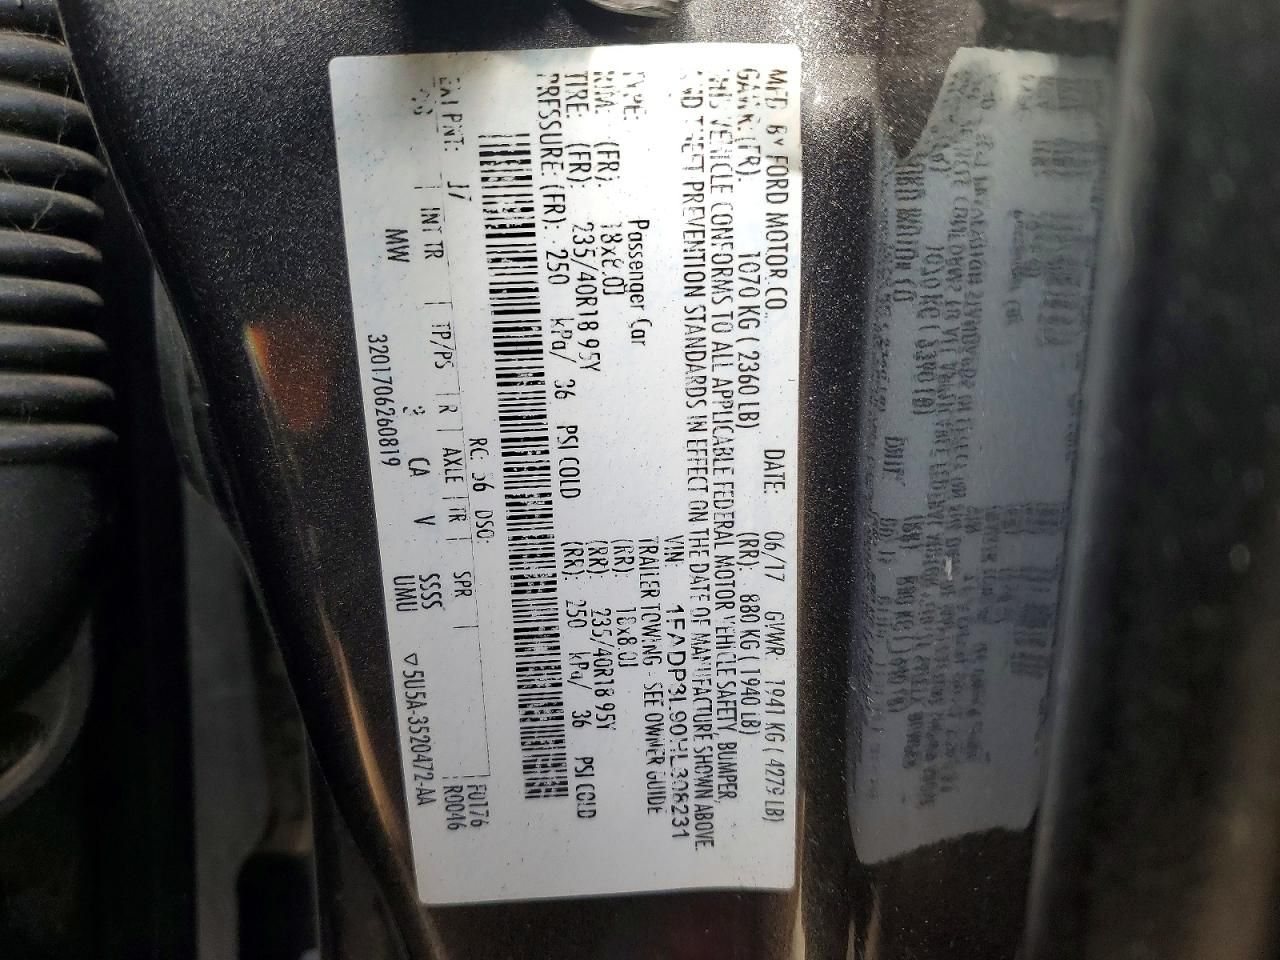 MFD. BY FORD MOTOR CO.
DATE: 06/17 GVWR: 1941 KG ( 4279 LB)
GAWR: (FR): 1070 KG ( 2360 LB) (RR): 880 KG ( 1940 LB)
THIS VEHICLE CONFORMS TO ALL APPLICABLE FEDERAL MOTOR VEHICLE SAFETY, BUMPER,
AND THEFT PREVENTION STANDARDS IN EFFECT ON THE DATE OF MANUFACTURE SHOWN ABOVE.
VIN: 1FADP3L90HL308231
TYPE: Passenger Car TRAILER TOWING - SEE OWNER GUIDE
RIM: (FR): 18x8.0J (RR): 18x8.0J
TIRE: (FR): 235/40R18 95Y (RR): 235/40R18 95Y
PRESSURE (FR): 250 kPa/ 36 PSI COLD (RR): 250 kPa/ 36 PSI COLD
EXT PNT: J7 RC: 56 DSO: F0176
INT TR TP/PS R AXLE TR SPR R0046
MW CA V SSSS
3201706260819 UMU ▽5U5A-3520472-AA